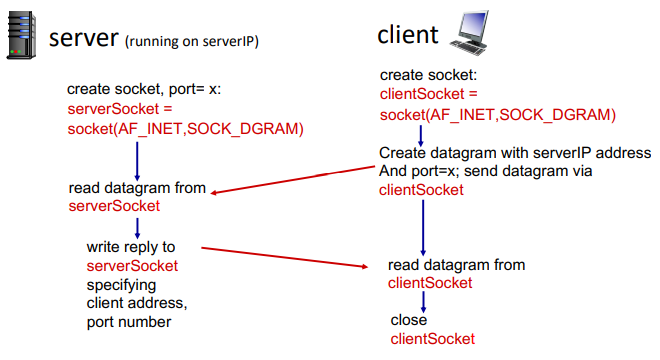 server (running on serverIP)
create socket, port= x:
serverSocket =
socket(AF_INET,SOCK_DGRAM)
read datagram from
serverSocket
write reply to
serverSocket
specifying
client address,
port number
client
create socket:
clientSocket =
socket(AF_INET,SOCK_DGRAM)
Create datagram with serverIP address
And port=x; send datagram via
clientSocket
read datagram from
clientSocket
close
clientSocket